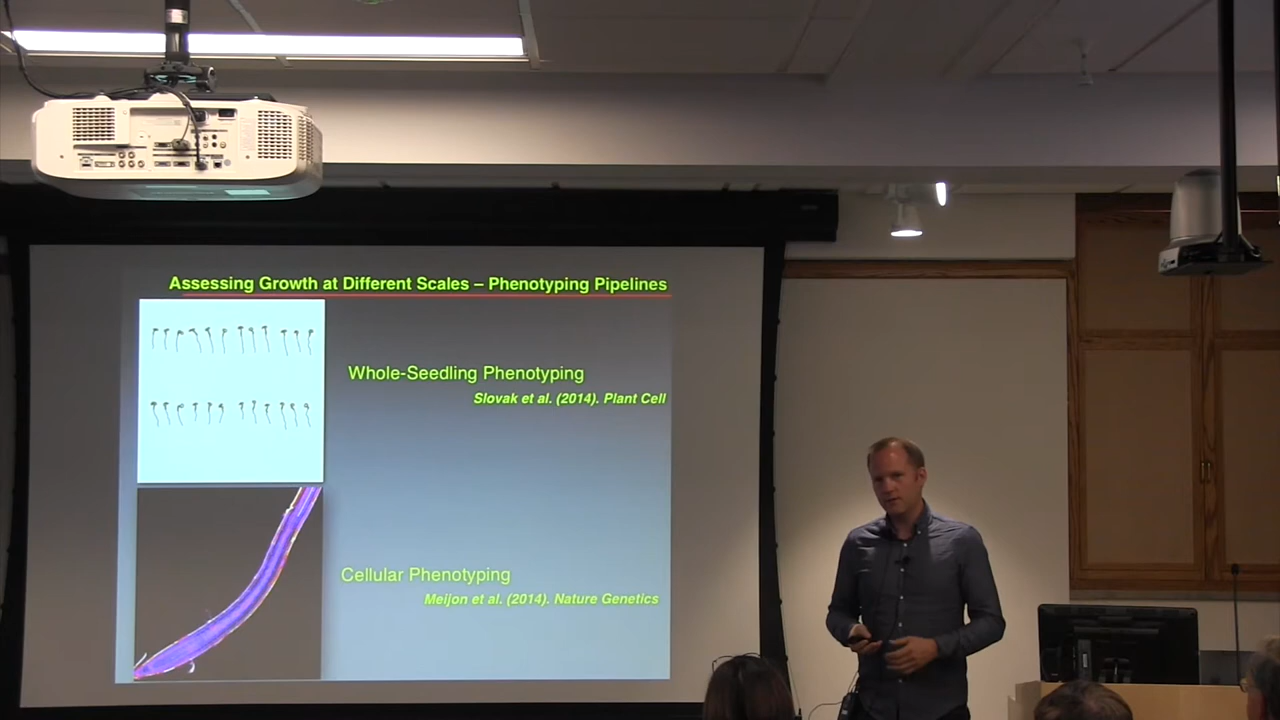 Assessing Growth at Different Scales – Phenotyping Pipelines
Whole-Seedling Phenotyping
Slovak et al. (2014). Plant Cell
Cellular Phenotyping
Meijon et al. (2014). Nature Genetics